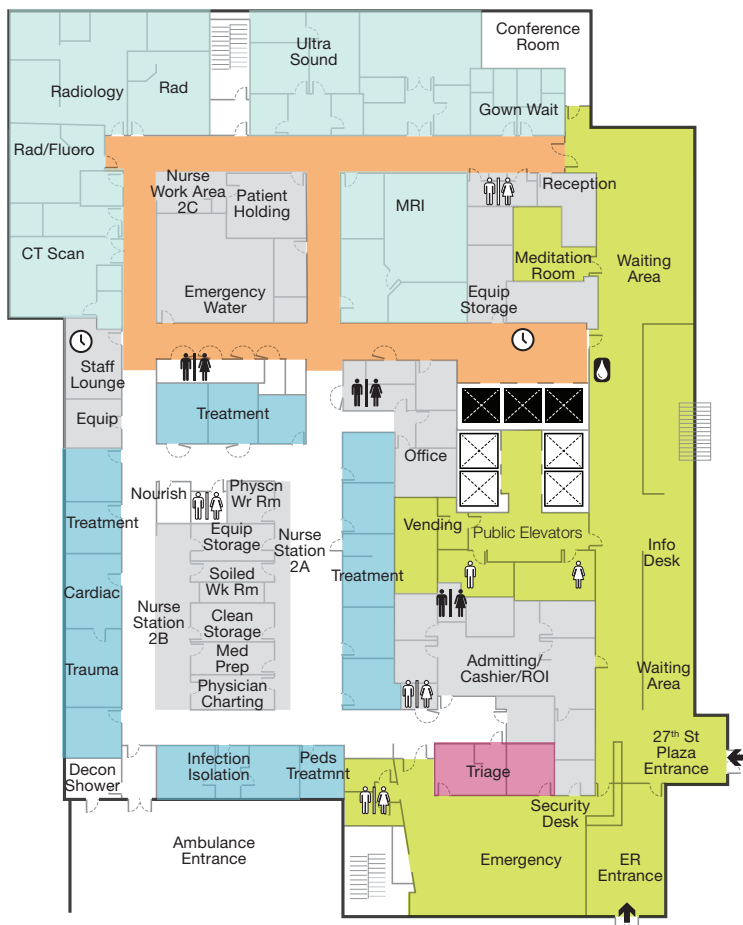 Conference
Room
Ultra
Sound
Radiology
Rad
Gown Wait
Rad/Fluoro
Nurse
Work Area
2C
Patient
Holding
MRI
Reception
CT Scan
Meditation
Room
Waiting
Area
Emergency
Water
Equip
Storage
Staff
Lounge
Equip
Treatment
Office
Nourish
Physcn
Wr Rm
Vending
Public Elevators
Treatment
Equip
Storage
Nurse
Station
2A
Info
Desk
Soiled
Wk Rm
Treatment
Cardiac
Nurse
Station
2B
Clean
Storage
Med
Prep
Physician
Charting
Trauma
Admitting/
Cashier/ROI
Waiting
Area
27th St
Plaza
Entrance
Decon
Shower
Infection
Isolation
Peds
Treatmnt
Triage
Security
Desk
Ambulance
Entrance
Emergency
ER
Entrance